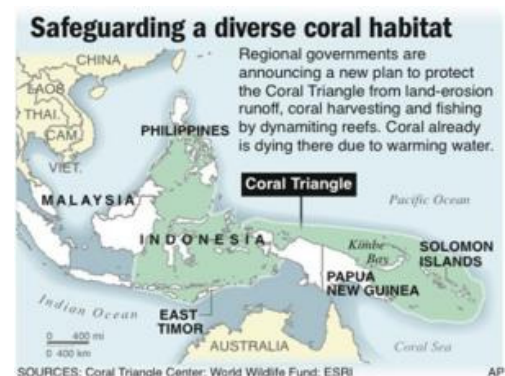 Safeguarding a diverse coral habitat
Regional governments are
announcing a new plan to protect
the Coral Triangle from land-erosion
runoff, coral harvesting and fishing
by dynamiting reefs. Coral already
is dying there due to warming water.
CHINA
LAOS
THAI.
CAM.
VIET.
PHILIPPINES
Coral Triangle
MALAYSIA
Pacific Ocean
INDONESIA
Kimbe
Bay
SOLOMON
ISLANDS
PAPUA
NEW GUINEA
Indian Ocean
EAST
TIMOR
0 400 mi
0 400 km
AUSTRALIA
Coral Sea
SOURCES: Coral Triangle Center; World Wildlife Fund; ESRI
AP